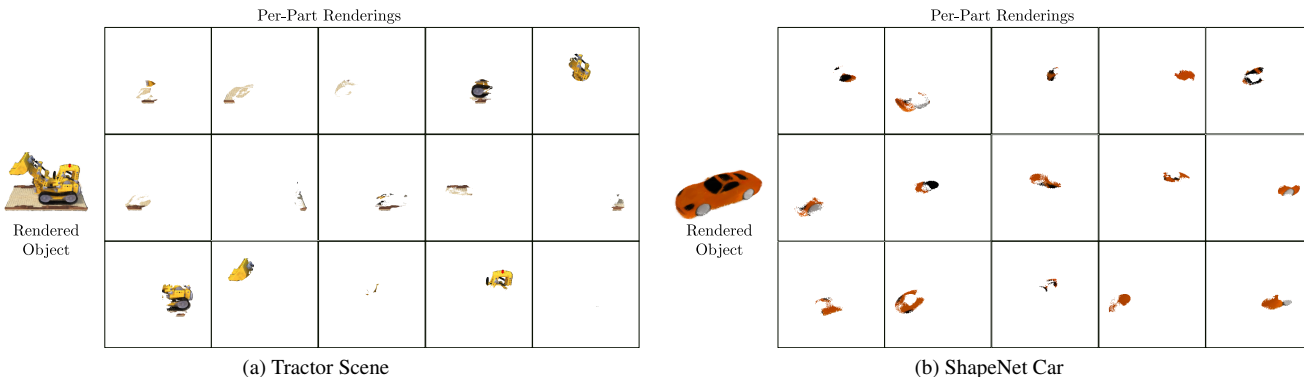 Per-Part Renderings
Rendered
Object
(a) Tractor Scene
Per-Part Renderings
Rendered
Object
(b) ShapeNet Car